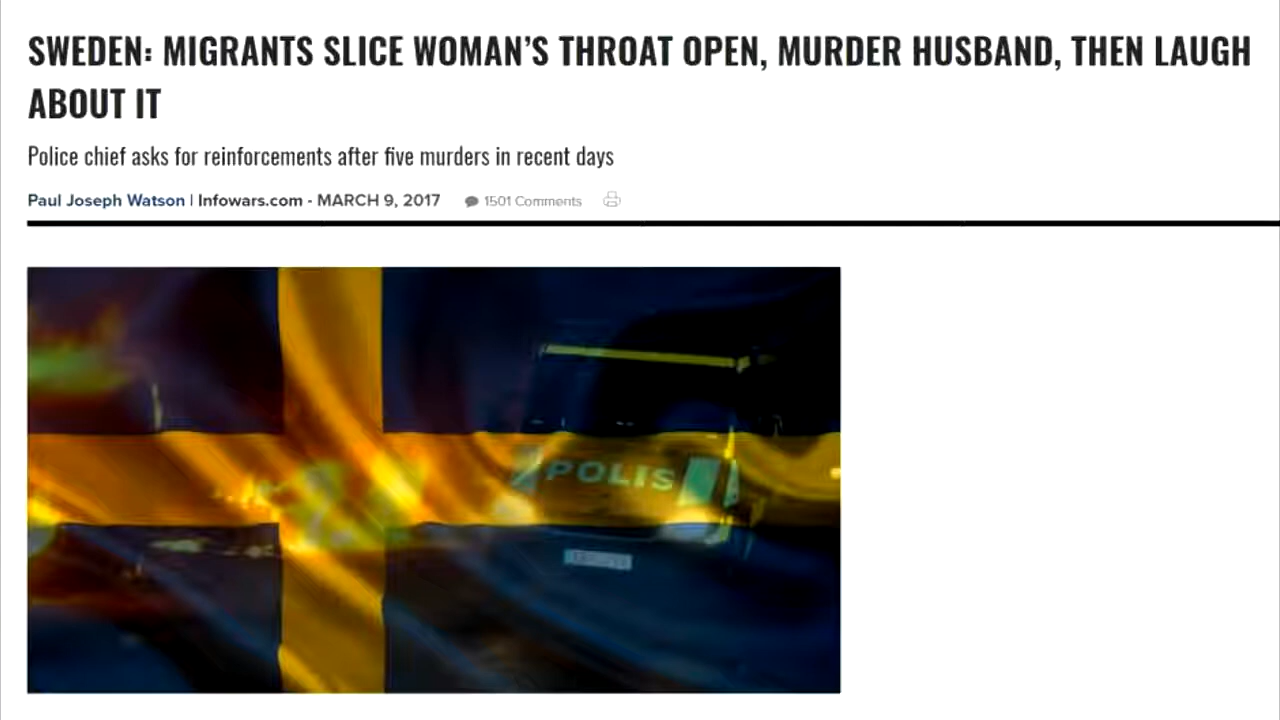 SWEDEN: MIGRANTS SLICE WOMAN'S THROAT OPEN, MURDER HUSBAND, THEN LAUGH
ABOUT IT
Police chief asks for reinforcements after five murders in recent days
Paul Joseph Watson | Infowars.com - MARCH 9, 2017 1501 Comments
POLIS